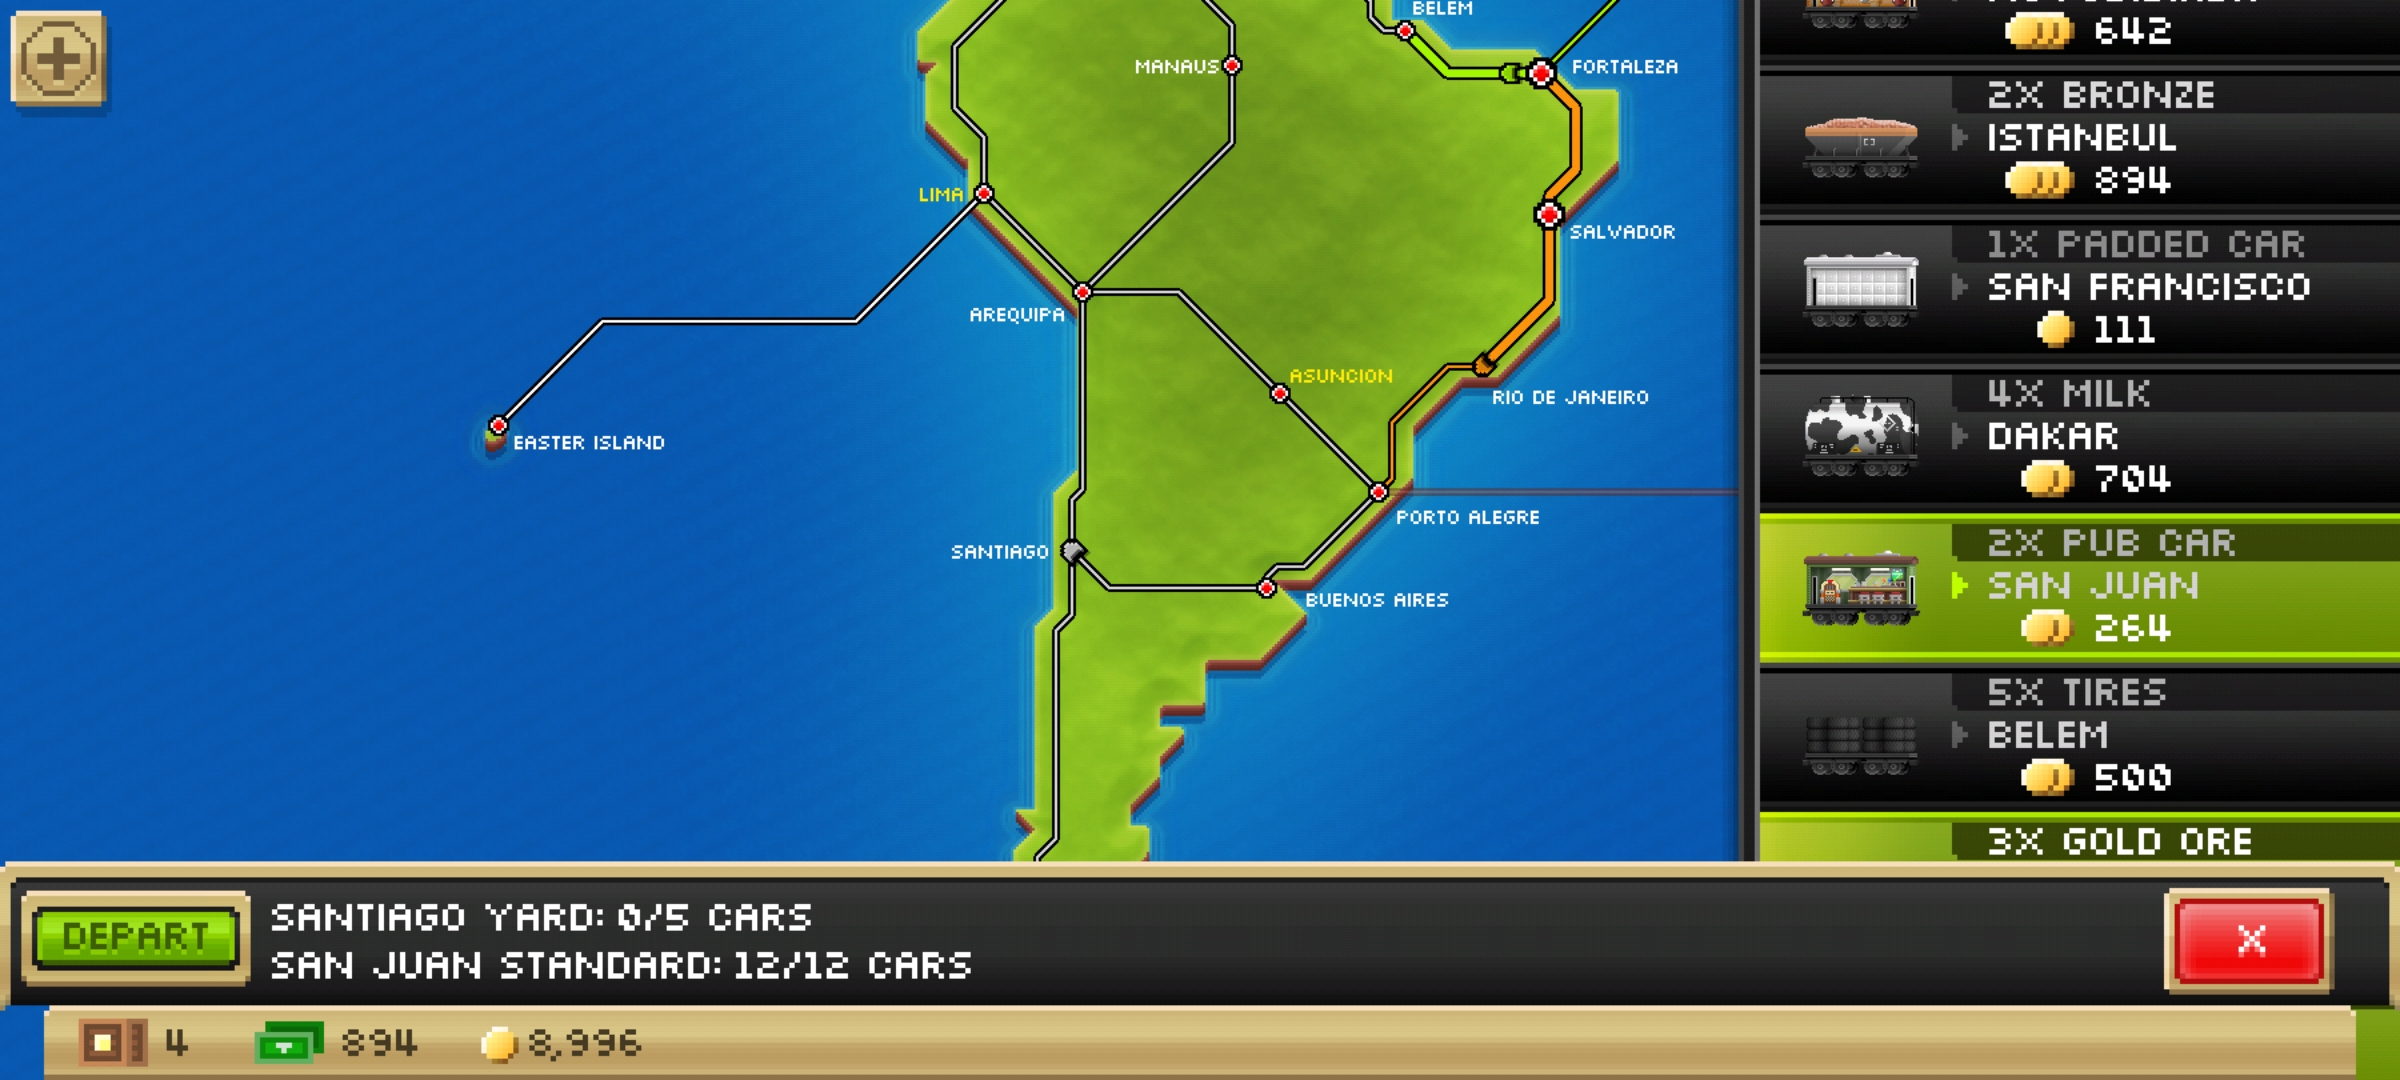 BELEM
MANAUS
FORTALEZA
LIMA
SALVADOR
AREQUIPA
ASUNCION
RIO DE JANEIRO
EASTER ISLAND
PORTO ALEGRE
SANTIAGO
BUENOS AIRES
642
2X BRONZE
ISTANBUL
894
1X PADDED CAR
SAN FRANCISCO
111
4X MILK
DAKAR
704
2X PUB CAR
SAN JUAN
264
5X TIRES
BELEM
500
3X GOLD ORE
DEPART
SANTIAGO YARD: 0/5 CARS
SAN JUAN STANDARD: 12/12 CARS
X
4
894
8,996